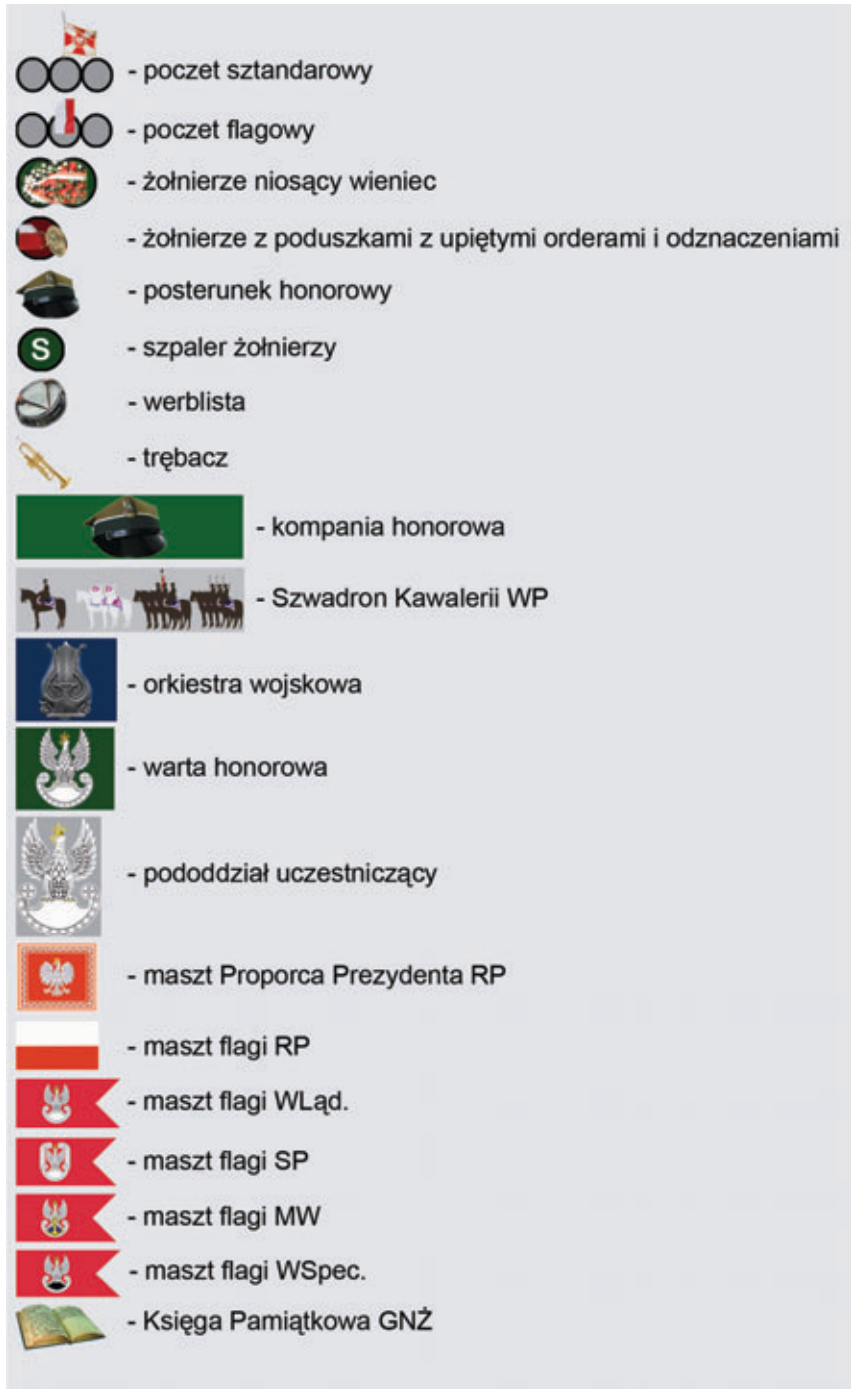 - poczet sztandarowy
- poczet flagowy
- żołnierze niosący wieniec
- żołnierze z poduszkami z upiętymi orderami i odznaczeniami
- posterunek honorowy
S - szpaler żołnierzy
- werblista
- trębacz
- kompania honorowa
- Szwadron Kawalerii WP
- orkiestra wojskowa
- warta honorowa
- pododdział uczestniczący
- maszt Proporca Prezydenta RP
- maszt flagi RP
- maszt flagi WLąd.
- maszt flagi SP
- maszt flagi MW
- maszt flagi WSpec.
- Księga Pamiątkowa GNŻ